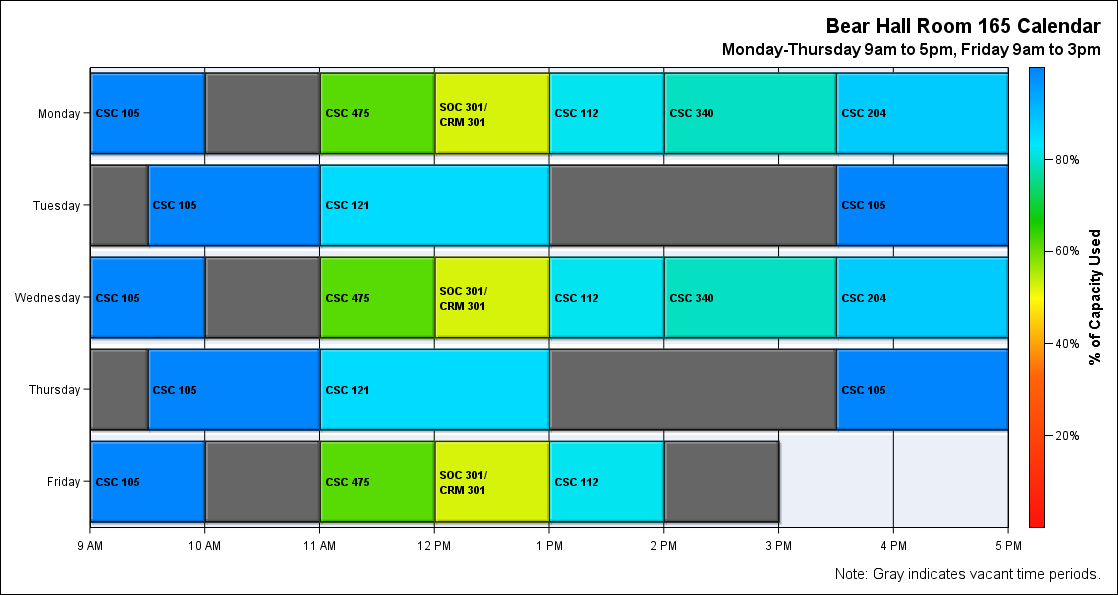 Bear Hall Room 165 Calendar
Monday-Thursday 9am to 5pm, Friday 9am to 3pm
Monday
CSC 105
CSC 475
SOC 301/
CRM 301
CSC 112
CSC 340
CSC 204
Tuesday
CSC 105
CSC 121
CSC 105
Wednesday
CSC 105
CSC 475
SOC 301/
CRM 301
CSC 112
CSC 340
CSC 204
Thursday
CSC 105
CSC 121
CSC 105
Friday
CSC 105
CSC 475
SOC 301/
CRM 301
CSC 112
9 AM
10 AM
11 AM
12 PM
1 PM
2 PM
3 PM
4 PM
5 PM
80%
60%
40%
20%
% of Capacity Used
Note: Gray indicates vacant time periods.